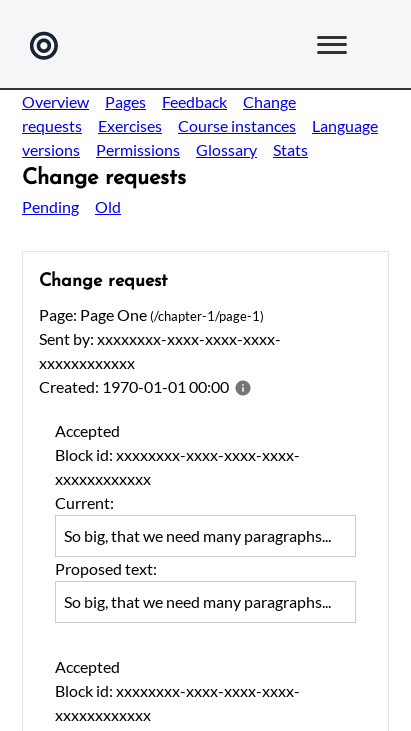 Overview Pages Feedback Change
requests Exercises Course instances Language
versions Permissions Glossary Stats
Change requests
Pending Old
Change request
Page: Page One (/chapter-1/page-1)
Sent by: xxxxxxxx-xxxx-xxxx-xxxx-
xxxxxxxxxxxx
Created: 1970-01-01 00:00
Accepted
Block id: xxxxxxxx-xxxx-xxxx-xxxx-
xxxxxxxxxxxx
Current:
So big, that we need many paragraphs...
Proposed text:
So big, that we need many paragraphs...
Accepted
Block id: xxxxxxxx-xxxx-xxxx-xxxx-
xxxxxxxxxxxx